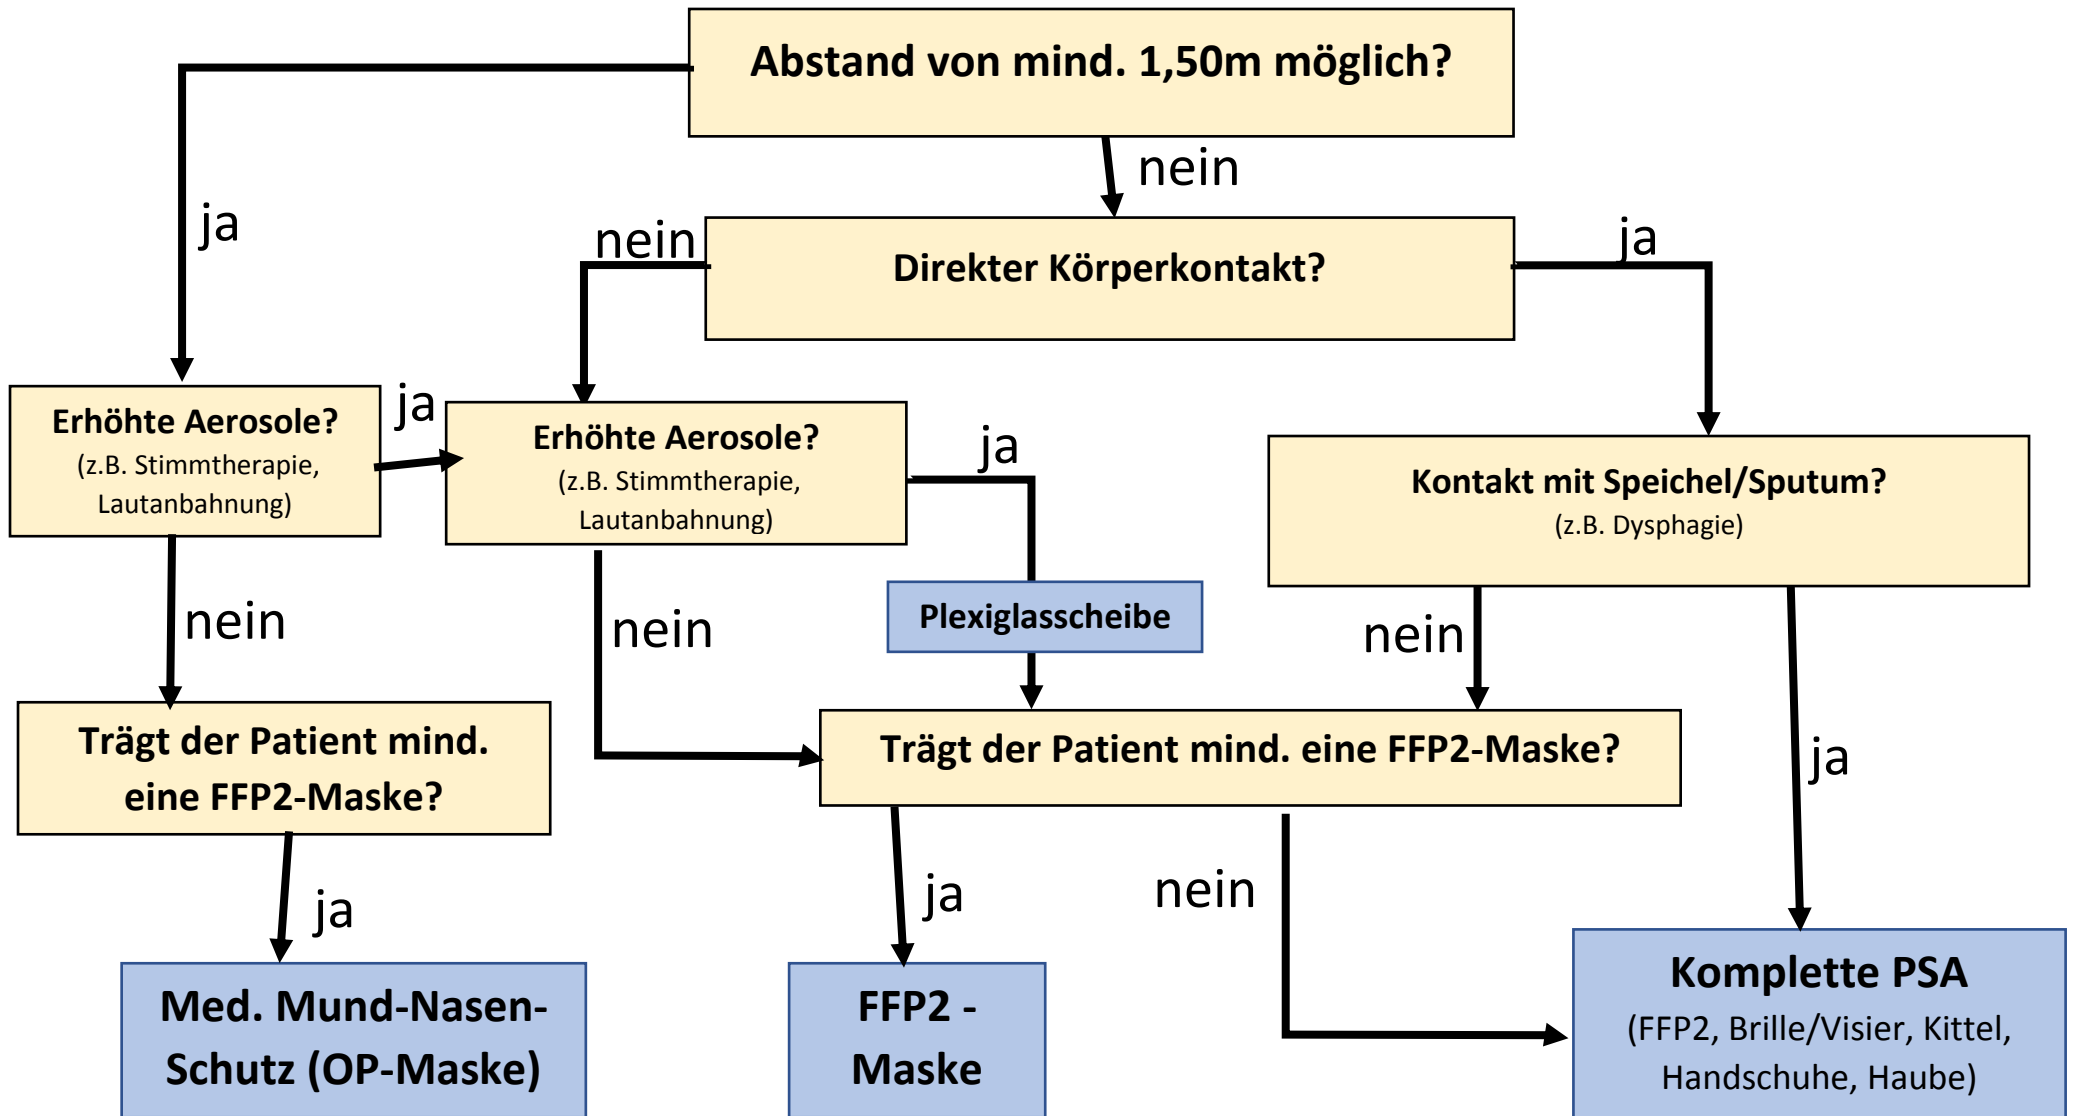 Abstand von mind. 1,50m möglich?
ja
nein
nein
Direkter Körperkontakt?
ja
Erhöhte Aerosole?
(z.B. Stimmtherapie,
Lautanbahnung)
ja
Erhöhte Aerosole?
(z.B. Stimmtherapie,
Lautanbahnung)
ja
Kontakt mit Speichel/Sputum?
(z.B. Dysphagie)
nein
nein
Plexiglasscheibe
nein
ja
Trägt der Patient mind.
eine FFP2-Maske?
Trägt der Patient mind. eine FFP2-Maske?
ja
ja
nein
Med. Mund-Nasen-
Schutz (OP-Maske)
FFP2 -
Maske
Komplette PSA
(FFP2, Brille/Visier, Kittel,
Handschuhe, Haube)